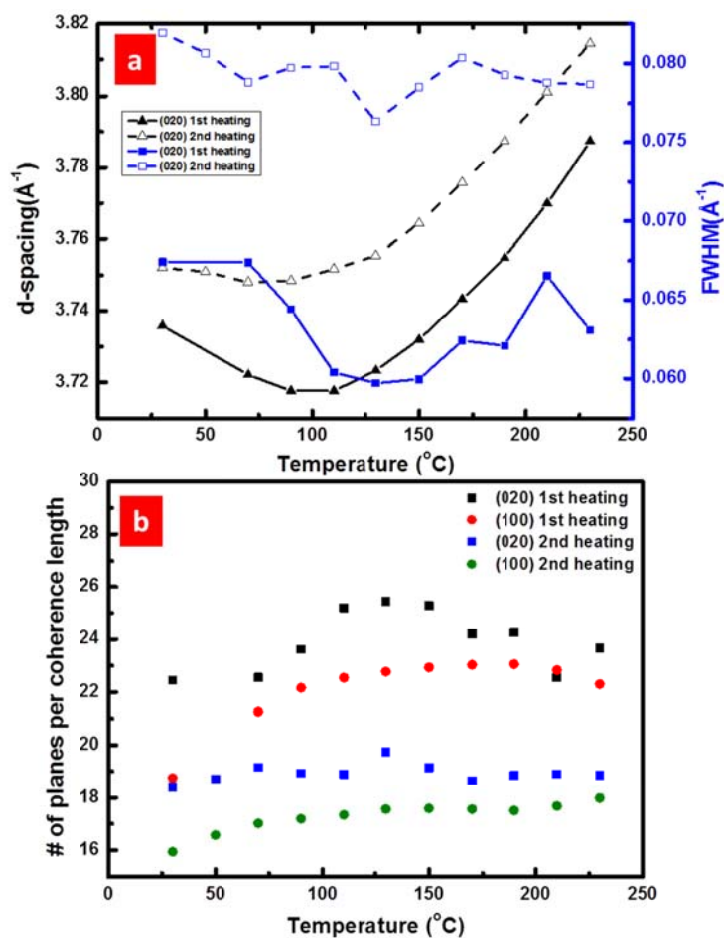 a
3.82
3.80
3.78
3.76
3.74
3.72
d-spacing(Å⁻¹)
0.080
0.075
0.070
0.065
0.060
FWHM(Å⁻¹)
(020) 1st heating
(020) 2nd heating
(020) 1st heating
(020) 2nd heating
0 50 100 150 200 250
Temperature (°C)
b
30
28
26
24
22
20
18
16
# of planes per coherence length
(020) 1st heating
(100) 1st heating
(020) 2nd heating
(100) 2nd heating
0 50 100 150 200 250
Temperature (°C)